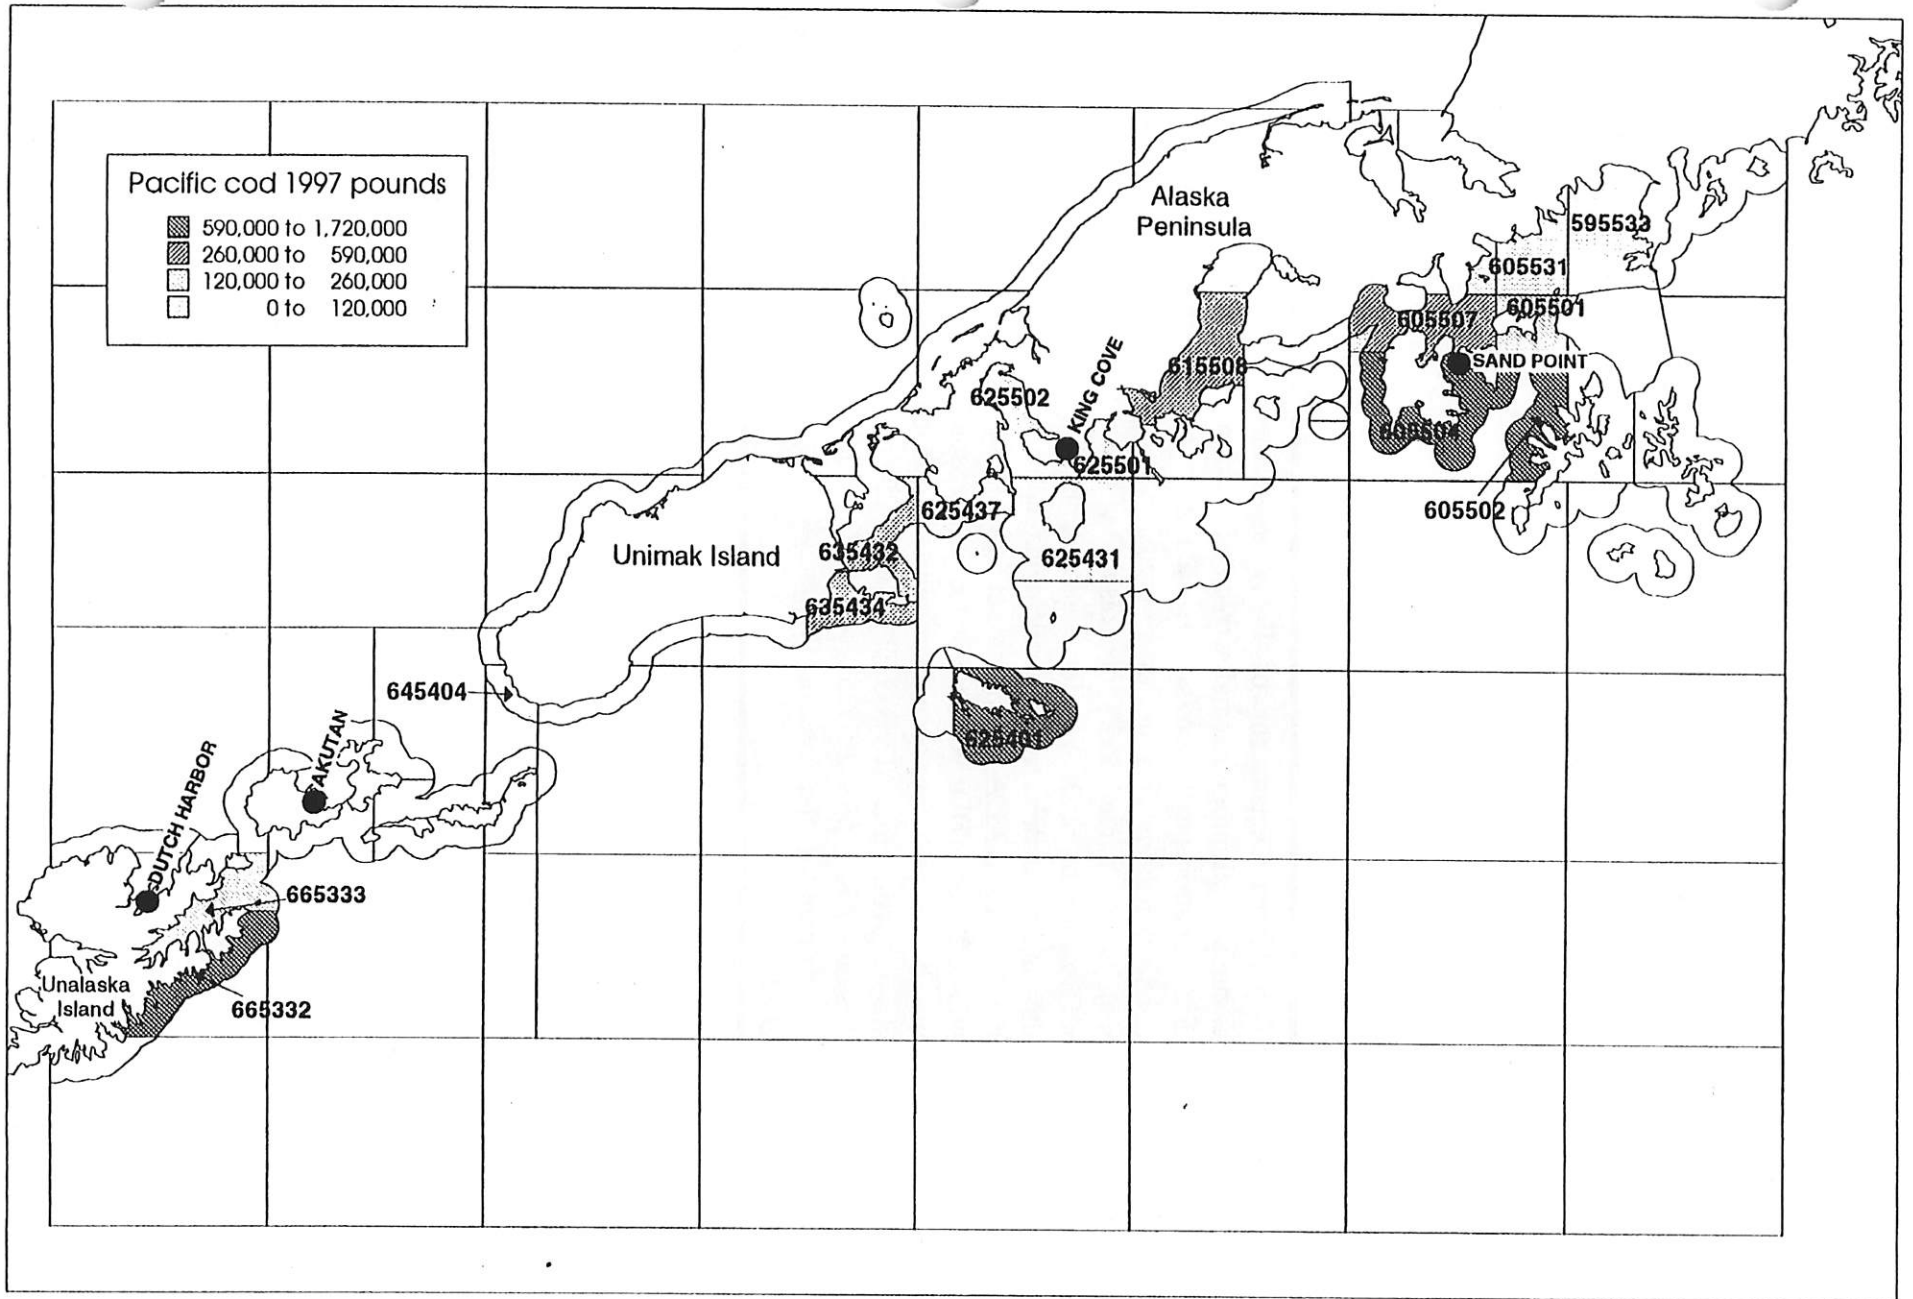 Pacific cod 1997 pounds
590,000 to 1,720,000
260,000 to 590,000
120,000 to 260,000
0 to 120,000
Alaska
Peninsula
595533
605531
605501
605507
SAND POINT
615508
KING COVE
625502
605504
625501
605502
625437
635432
Unimak Island
625431
635434
645404
AKUTAN
625401
DUTCH HARBOR
665333
Unalaska
Island
665332